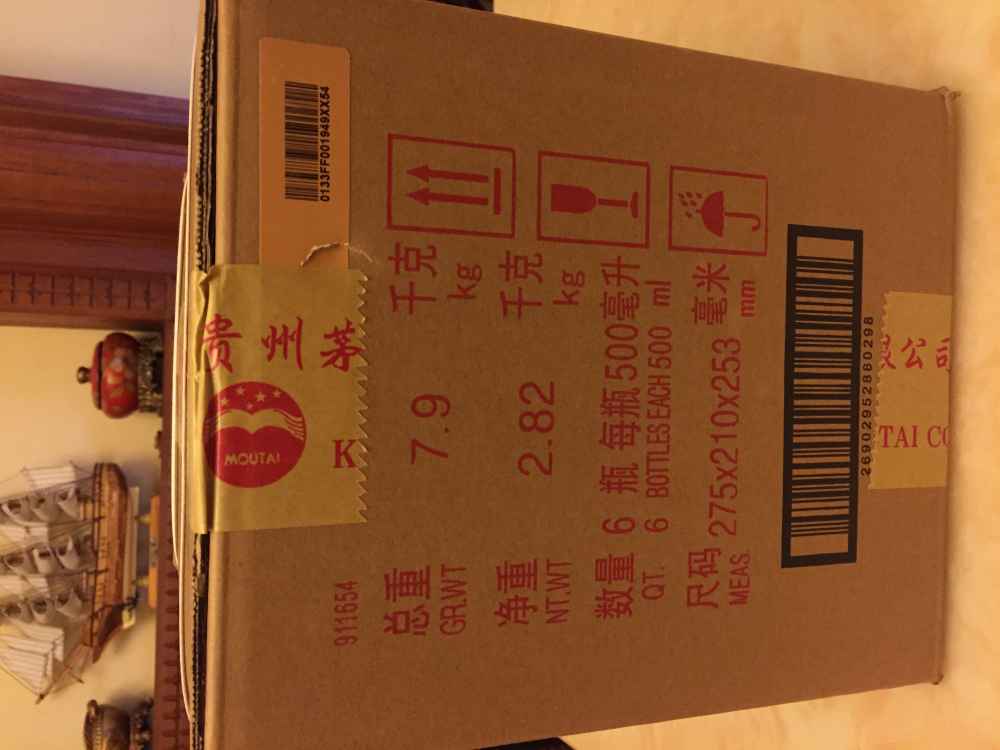 贵州茅
MOUTAI
K
0133FF001949XX54
911654
总重 7.9 千克
GR.WT kg
净重 2.82 千克
NT.WT kg
数量 6 瓶 每瓶 500 毫升
QT. 6 BOTTLES EACH 500 ml
尺码 275x210x253 毫米
MEAS. mm
26902952880298
限公司
TAI CO